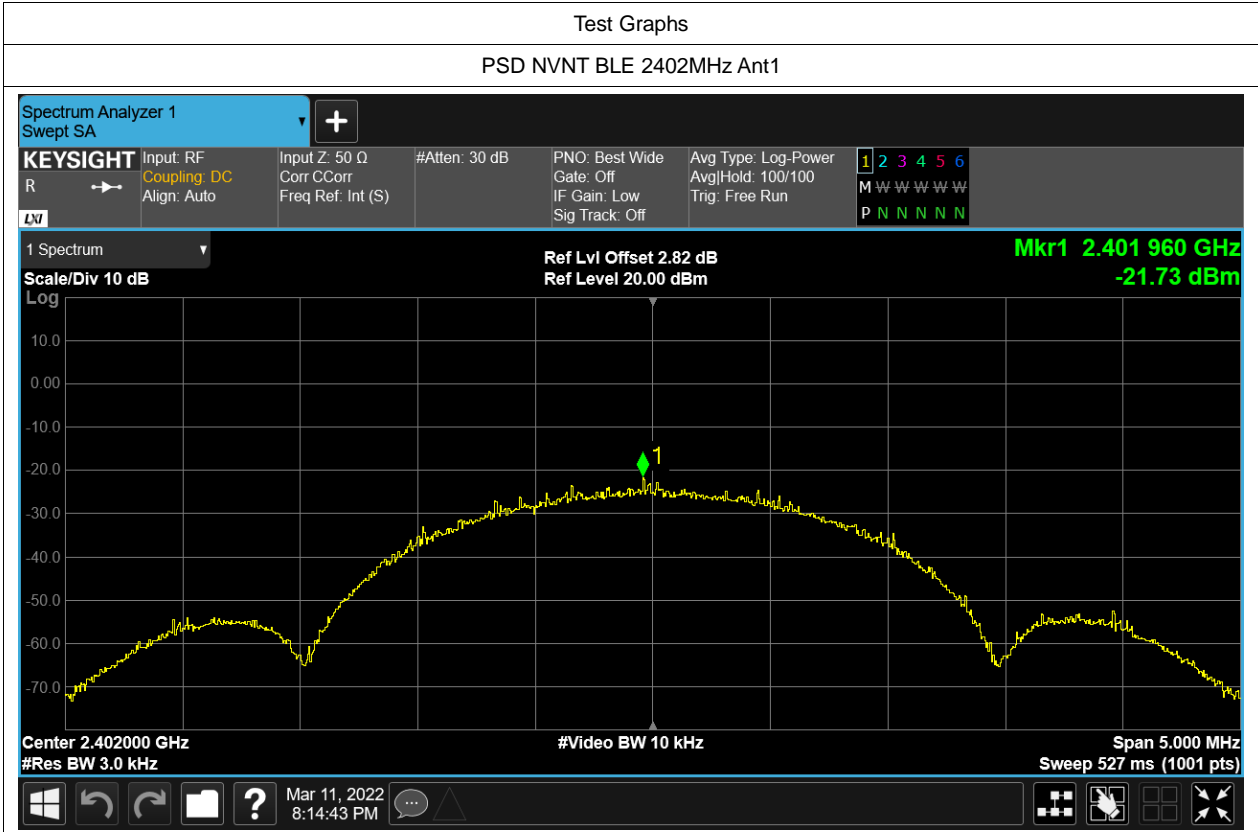 Test Graphs
PSD NVNT BLE 2402MHz Ant1
Spectrum Analyzer 1
Swept SA
KEYSIGHT
R
LXI
Input: RF
Coupling: DC
Align: Auto
Input Z: 50 Ω
Corr CCorr
Freq Ref: Int (S)
#Atten: 30 dB
PNO: Best Wide
Gate: Off
IF Gain: Low
Sig Track: Off
Avg Type: Log-Power
Avg|Hold: 100/100
Trig: Free Run
1 2 3 4 5 6
M W W W W W
P N N N N N
1 Spectrum
Scale/Div 10 dB
Ref Lvl Offset 2.82 dB
Ref Level 20.00 dBm
Mkr1 2.401 960 GHz
-21.73 dBm
Log
10.0
0.00
-10.0
-20.0
-30.0
-40.0
-50.0
-60.0
-70.0
1
Center 2.402000 GHz
#Res BW 3.0 kHz
#Video BW 10 kHz
Span 5.000 MHz
Sweep 527 ms (1001 pts)
?
Mar 11, 2022
8:14:43 PM